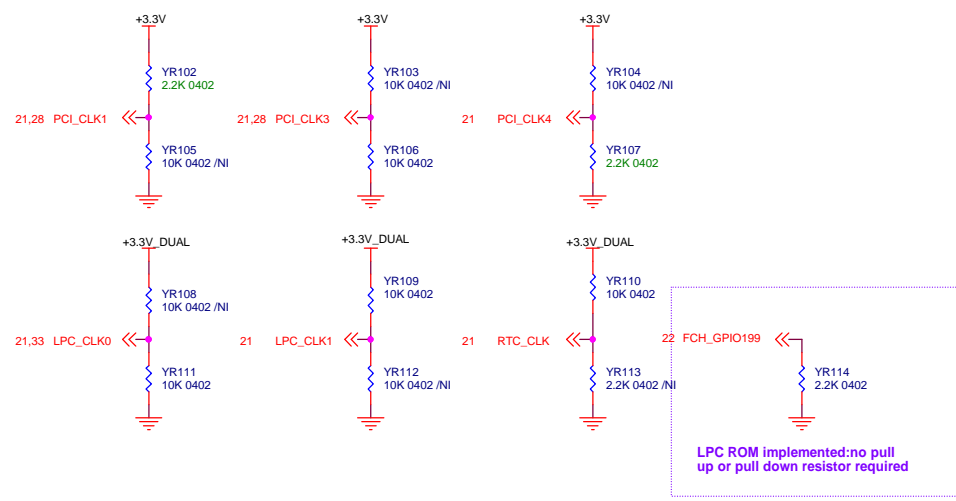 +3.3V
+3.3V
+3.3V
YR102
2.2K 0402
YR103
10K 0402 /NI
YR104
10K 0402 /NI
21,28 PCI_CLK1
21,28 PCI_CLK3
21 PCI_CLK4
YR105
10K 0402 /NI
YR106
10K 0402
YR107
2.2K 0402
+3.3V_DUAL
+3.3V_DUAL
+3.3V_DUAL
YR108
10K 0402 /NI
YR109
10K 0402
YR110
10K 0402
21,33 LPC_CLK0
21 LPC_CLK1
21 RTC_CLK
22 FCH_GPIO199
YR111
10K 0402
YR112
10K 0402 /NI
YR113
2.2K 0402 /NI
YR114
2.2K 0402
LPC ROM implemented:no pull
up or pull down resistor required